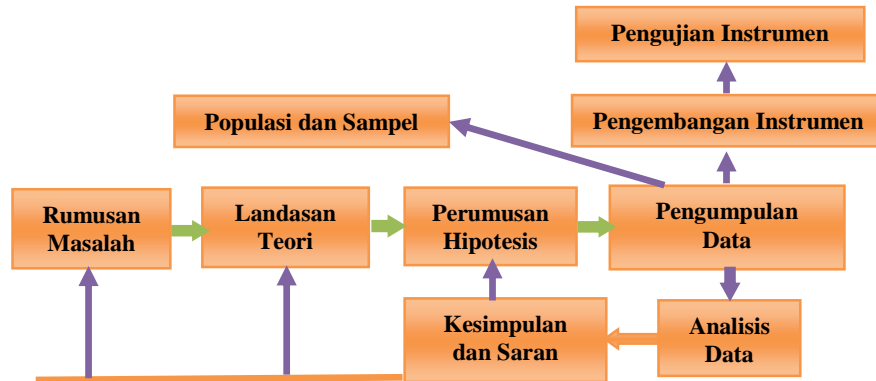 Pengujian Instrumen
Populasi dan Sampel
Pengembangan Instrumen
Rumusan
Masalah
Landasan
Teori
Perumusan
Hipotesis
Pengumpulan
Data
Kesimpulan
dan Saran
Analisis
Data